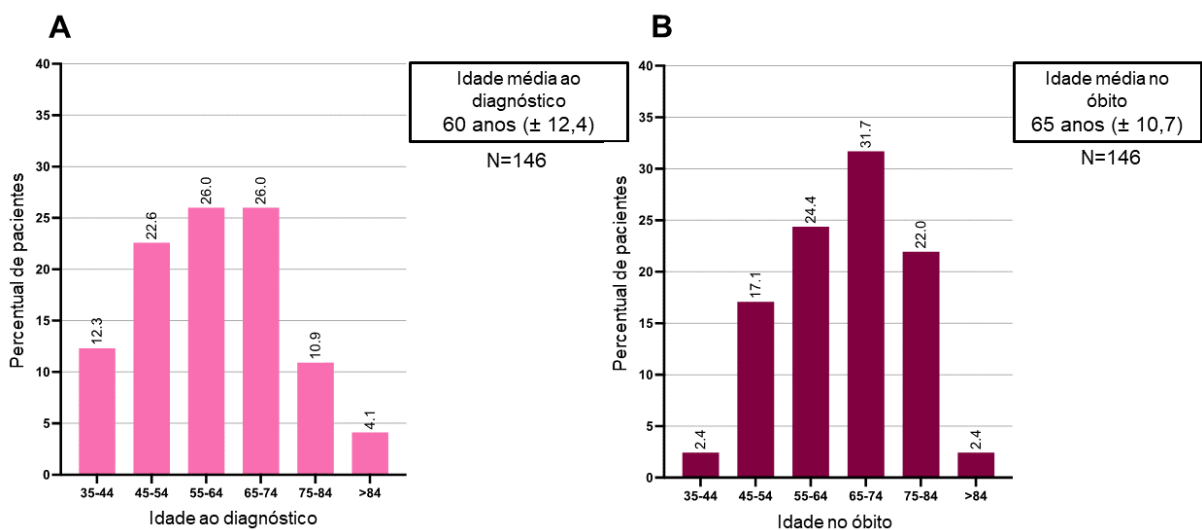 A
Percentual de pacientes
40
35
30
25
20
15
10
5
0
12.3
22.6
26.0
26.0
10.9
4.1
35-44 45-54 55-64 65-74 75-84 >84
Idade ao diagnóstico
Idade média ao
diagnóstico
60 anos (± 12,4)
N=146
B
Percentual de pacientes
40
35
30
25
20
15
10
5
0
2.4
17.1
24.4
31.7
22.0
2.4
35-44 45-54 55-64 65-74 75-84 >84
Idade no óbito
Idade média no
óbito
65 anos (± 10,7)
N=146